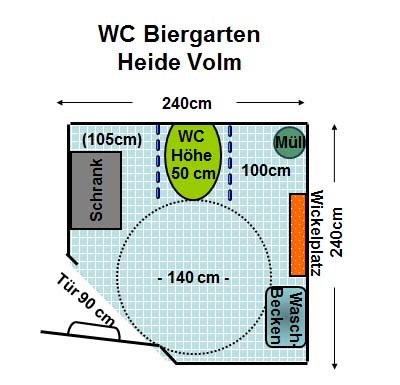 WC Biergarten
Heide Volm
240cm
(105cm)
WC
Höhe
50 cm
Müll
100cm
Schrank
Wickelplatz
240cm
- 140 cm -
Tür 90 cm
Wasch-
Becken